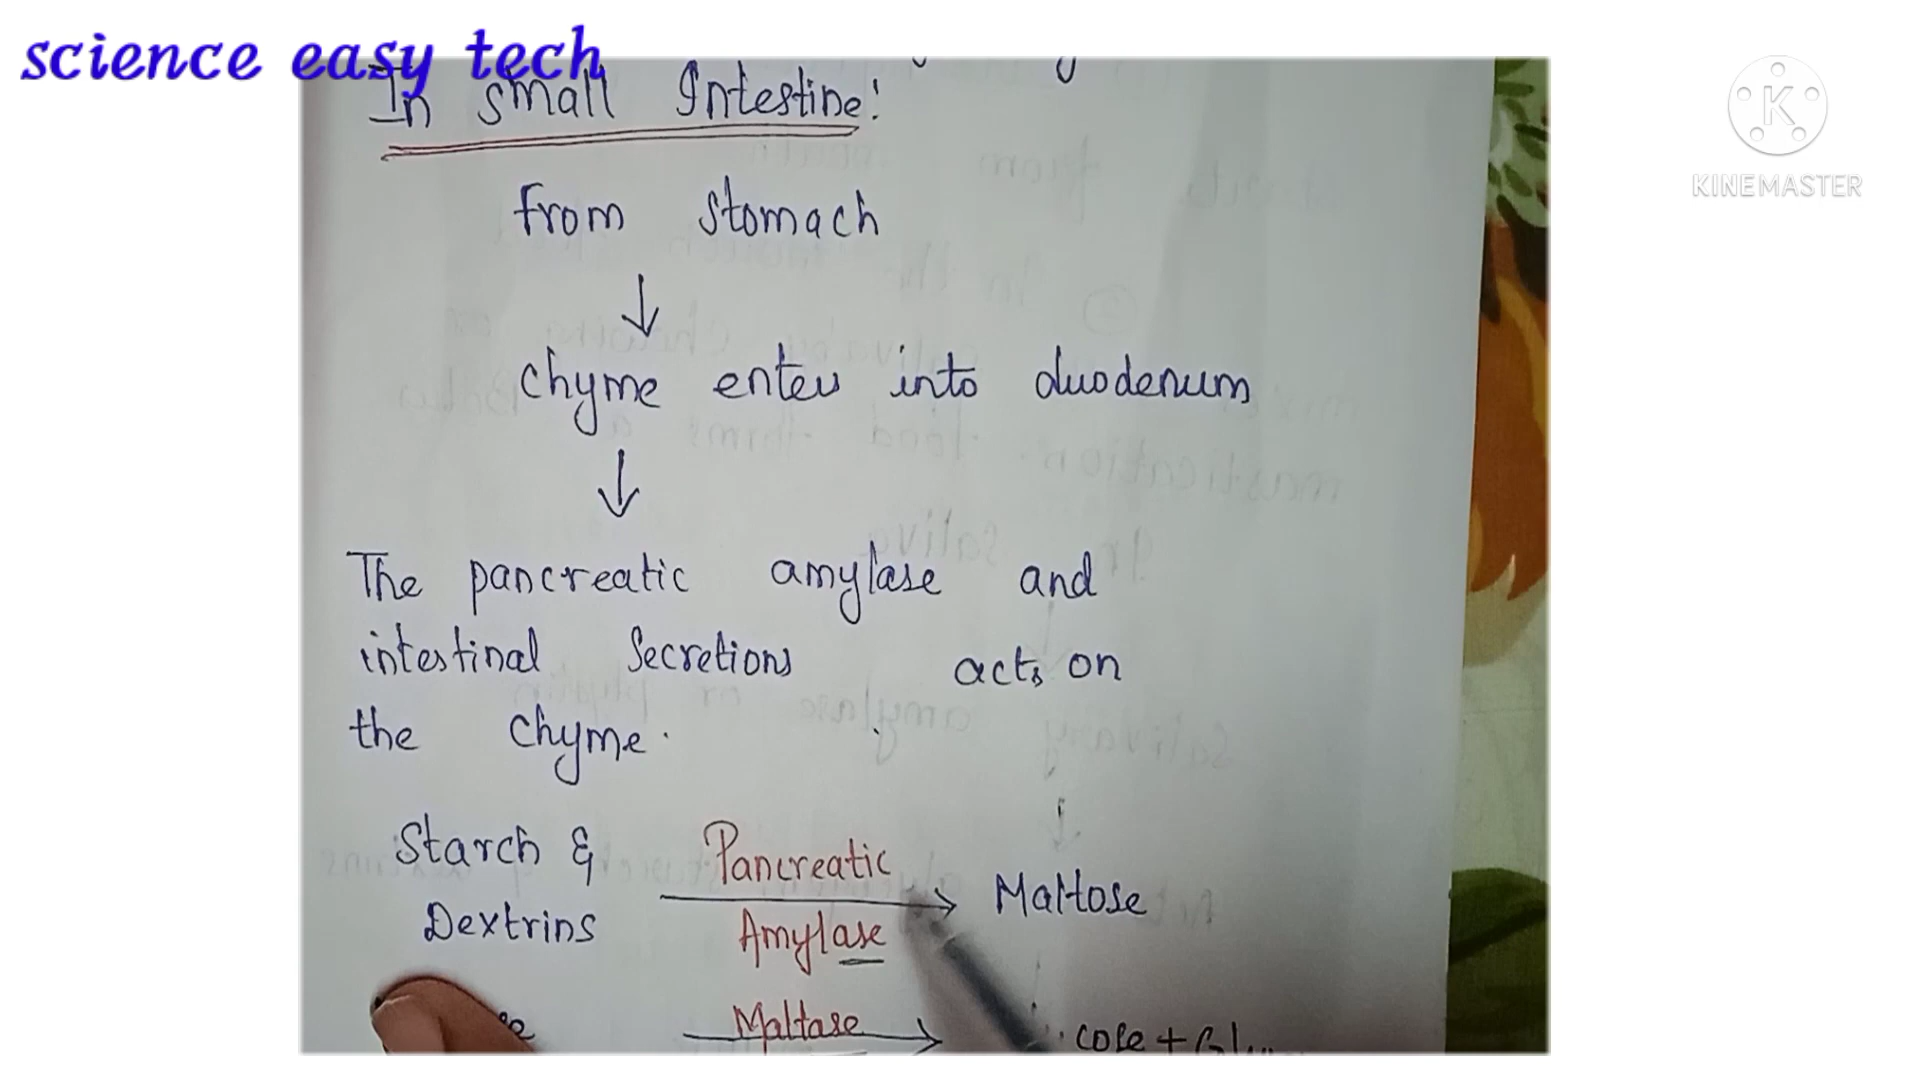 science easy tech
In small Intestine!
KINEMASTER
from stomach
chyme enter into duodenum
The pancreatic amylase and
intestinal secretions acts on
the chyme.
Starch & Pancreatic
Dextrins Amylase Maltose
Maltase